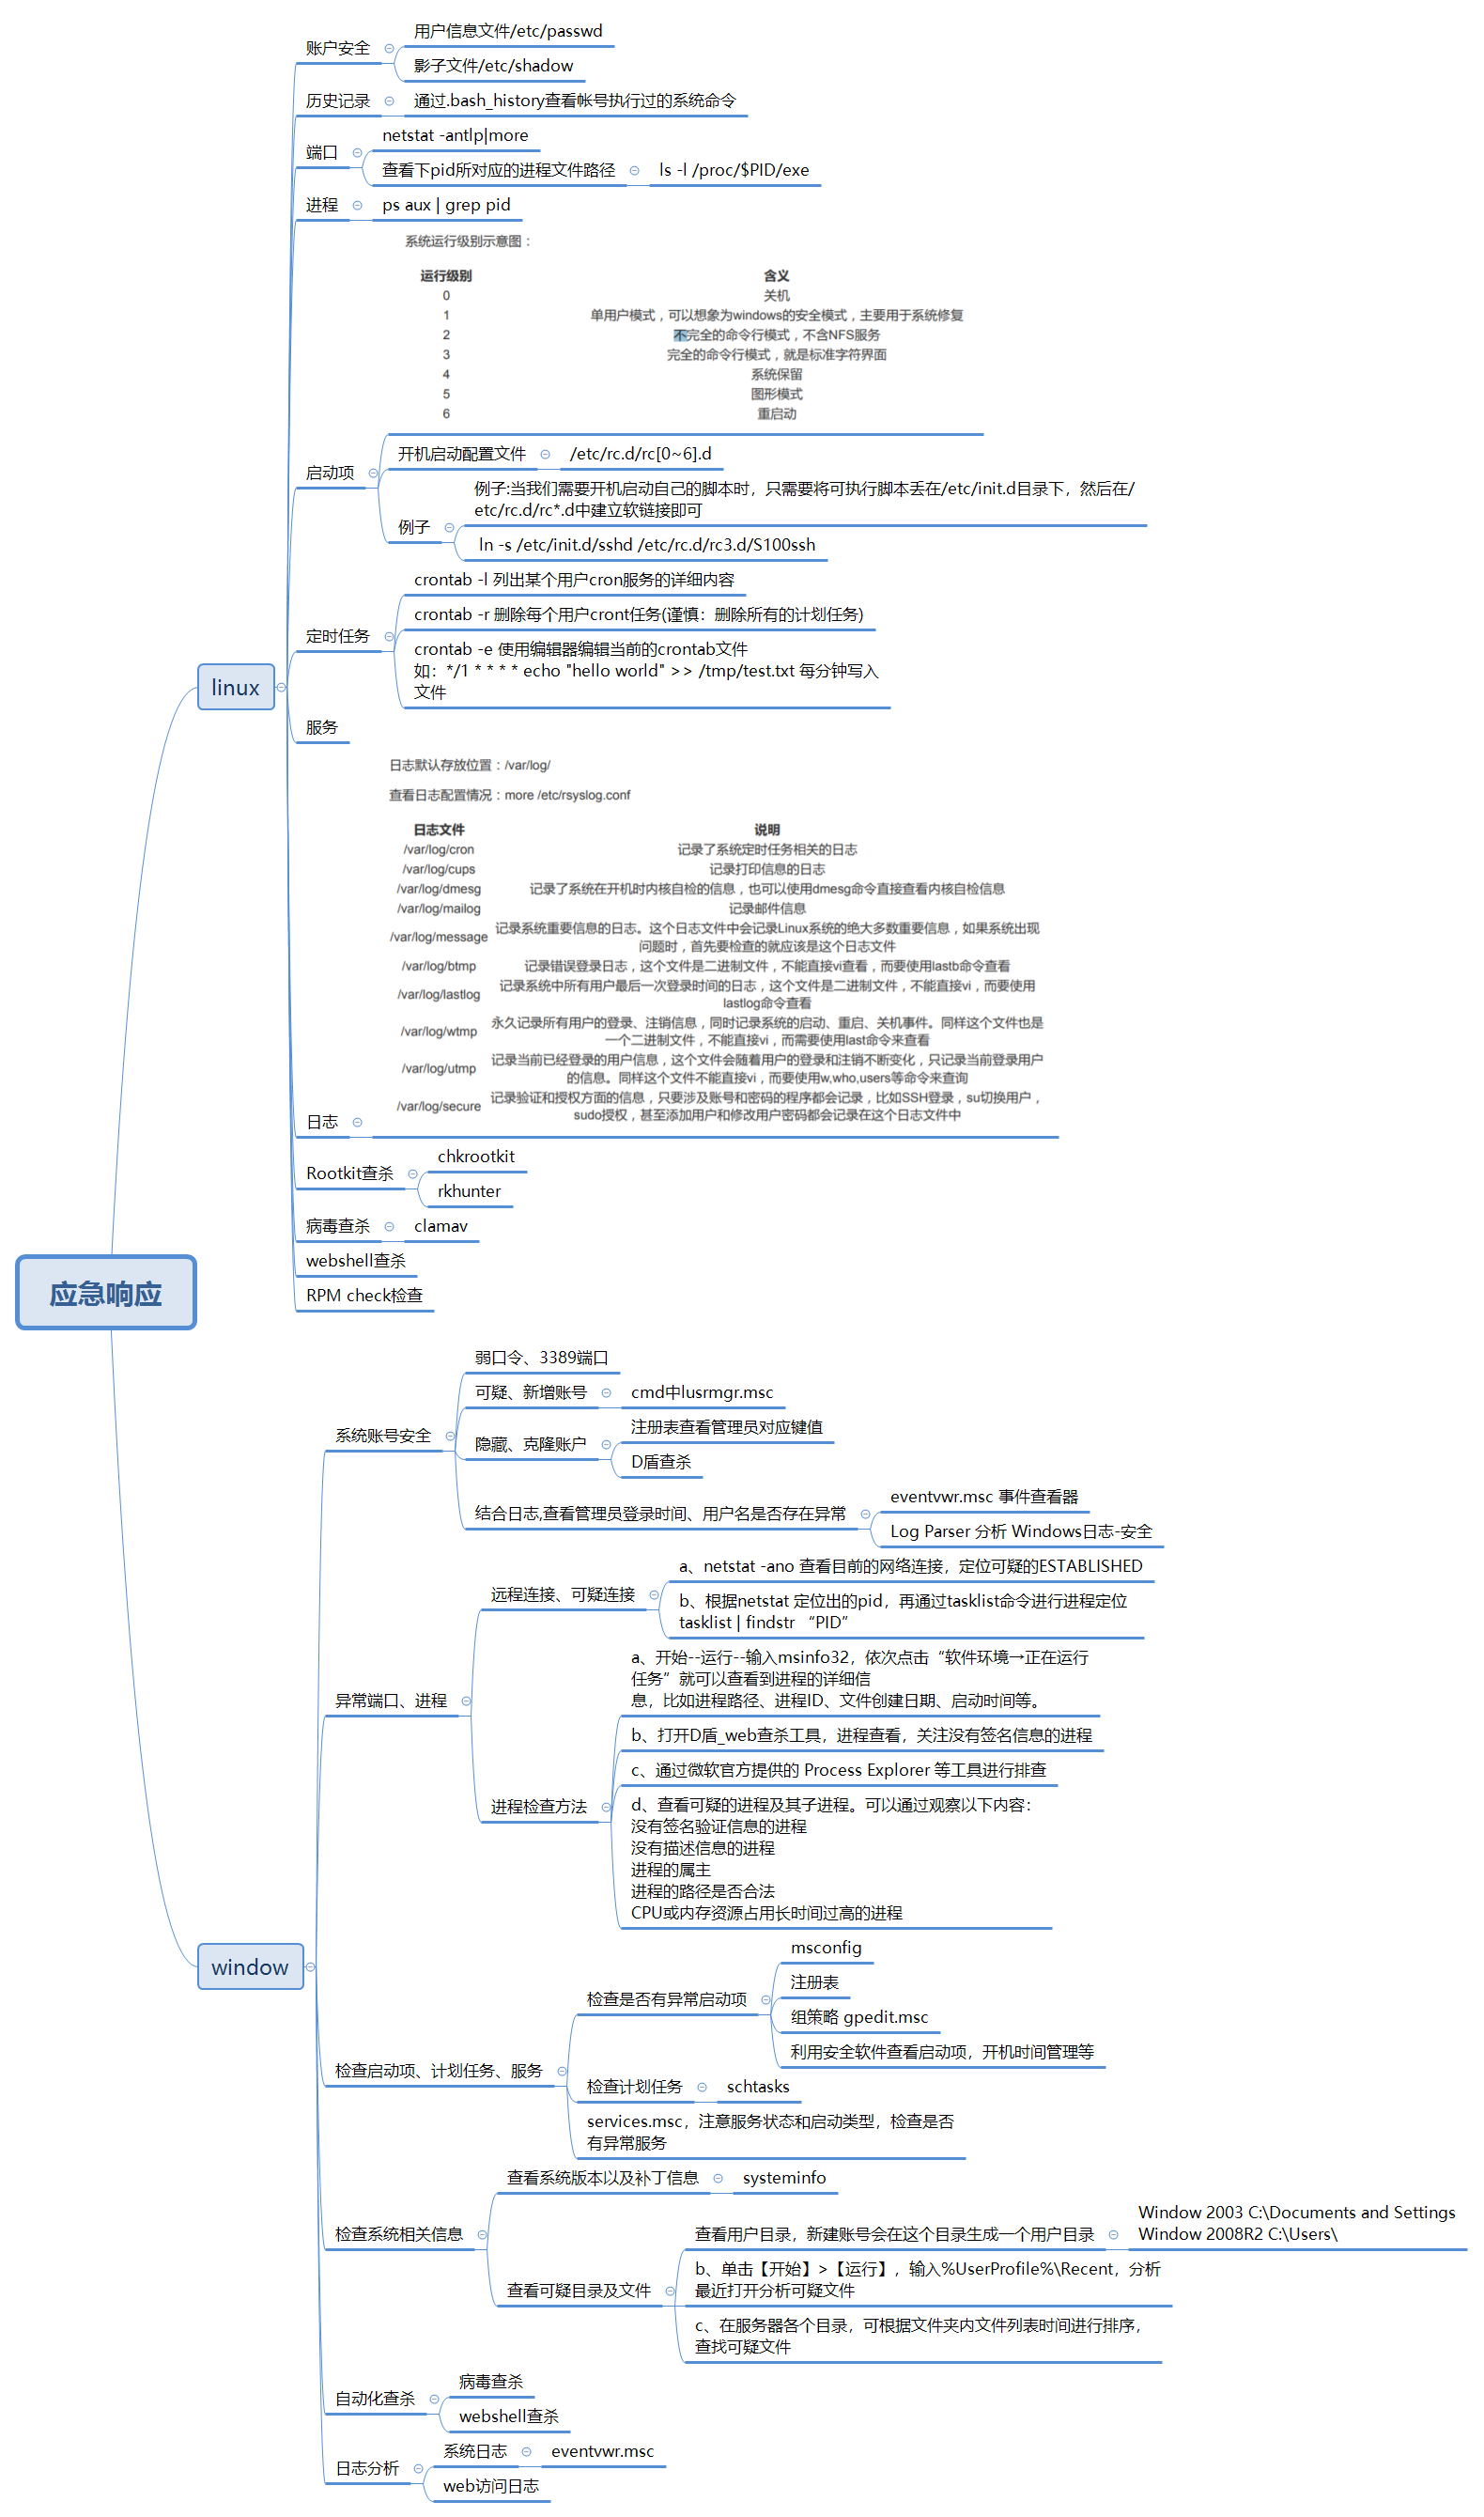 应急响应
linux
账户安全
用户信息文件/etc/passwd
影子文件/etc/shadow
历史记录
通过.bash_history查看帐号执行过的系统命令
端口
netstat -antlp|more
查看下pid所对应的进程文件路径
ls -l /proc/$PID/exe
进程
ps aux | grep pid
启动项
系统运行级别示意图：
运行级别 含义
0 关机
1 单用户模式，可以想象为windows的安全模式，主要用于系统修复
2 不完全的命令行模式，不含NFS服务
3 完全的命令行模式，就是标准字符界面
4 系统保留
5 图形模式
6 重启动
开机启动配置文件
/etc/rc.d/rc[0~6].d
例子
例子:当我们需要开机启动自己的脚本时，只需要将可执行脚本丢在/etc/init.d目录下，然后在/
etc/rc.d/rc*.d中建立软链接即可
ln -s /etc/init.d/sshd /etc/rc.d/rc3.d/S100ssh
定时任务
crontab -l 列出某个用户cron服务的详细内容
crontab -r 删除每个用户cront任务(谨慎：删除所有的计划任务)
crontab -e 使用编辑器编辑当前的crontab文件
如：*/1 * * * * echo "hello world" >> /tmp/test.txt 每分钟写入
文件
服务
日志
日志默认存放位置：/var/log/
查看日志配置情况：more /etc/rsyslog.conf
日志文件 说明
/var/log/cron 记录了系统定时任务相关的日志
/var/log/cups 记录打印信息的日志
/var/log/dmesg 记录了系统在开机时内核自检的信息，也可以使用dmesg命令直接查看内核自检信息
/var/log/mailog 记录邮件信息
/var/log/message 记录系统重要信息的日志。这个日志文件中会记录Linux系统的绝大多数重要信息，如果系统出现
问题时，首先要检查的就应该是这个日志文件
/var/log/btmp 记录错误登录日志，这个文件是二进制文件，不能直接vi查看，而要使用lastb命令查看
/var/log/lastlog 记录系统中所有用户最后一次登录时间的日志，这个文件是二进制文件，不能直接vi，而要使用
lastlog命令查看
/var/log/wtmp 永久记录所有用户的登录、注销信息，同时记录系统的启动、重启、关机事件。同样这个文件也是
一个二进制文件，不能直接vi，而需要使用last命令来查看
/var/log/utmp 记录当前已经登录的用户信息，这个文件会随着用户的登录和注销不断变化，只记录当前登录用户
的信息。同样这个文件不能直接vi，而要使用w,who,users等命令来查询
/var/log/secure 记录验证和授权方面的信息，只要涉及账号和密码的程序都会记录，比如SSH登录，su切换用户，
sudo授权，甚至添加用户和修改用户密码都会记录在这个日志文件中
Rootkit查杀
chkrootkit
rkhunter
病毒查杀
clamav
webshell查杀
RPM check检查
window
系统账号安全
弱口令、3389端口
可疑、新增账号
cmd中lusrmgr.msc
隐藏、克隆账户
注册表查看管理员对应键值
D盾查杀
结合日志,查看管理员登录时间、用户名是否存在异常
eventvwr.msc 事件查看器
Log Parser 分析 Windows日志-安全
异常端口、进程
远程连接、可疑连接
a、netstat -ano 查看目前的网络连接，定位可疑的ESTABLISHED
b、根据netstat 定位出的pid，再通过tasklist命令进行进程定位
tasklist | findstr “PID”
进程检查方法
a、开始--运行--输入msinfo32，依次点击“软件环境→正在运行
任务”就可以查看到进程的详细信
息，比如进程路径、进程ID、文件创建日期、启动时间等。
b、打开D盾_web查杀工具，进程查看，关注没有签名信息的进程
c、通过微软官方提供的 Process Explorer 等工具进行排查
d、查看可疑的进程及其子进程。可以通过观察以下内容：
没有签名验证信息的进程
没有描述信息的进程
进程的属主
进程的路径是否合法
CPU或内存资源占用长时间过高的进程
检查启动项、计划任务、服务
检查是否有异常启动项
msconfig
注册表
组策略 gpedit.msc
利用安全软件查看启动项，开机时间管理等
检查计划任务
schtasks
services.msc，注意服务状态和启动类型，检查是否
有异常服务
检查系统相关信息
查看系统版本以及补丁信息
systeminfo
查看可疑目录及文件
查看用户目录，新建账号会在这个目录生成一个用户目录
Window 2003 C:\Documents and Settings
Window 2008R2 C:\Users\
b、单击【开始】>【运行】，输入%UserProfile%\Recent，分析
最近打开分析可疑文件
c、在服务器各个目录，可根据文件夹内文件列表时间进行排序，
查找可疑文件
自动化查杀
病毒查杀
webshell查杀
日志分析
系统日志
eventvwr.msc
web访问日志